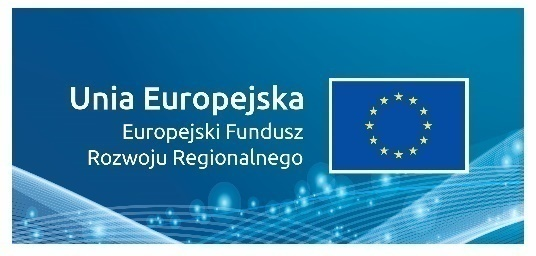 Unia Europejska
Europejski Fundusz
Rozwoju Regionalnego